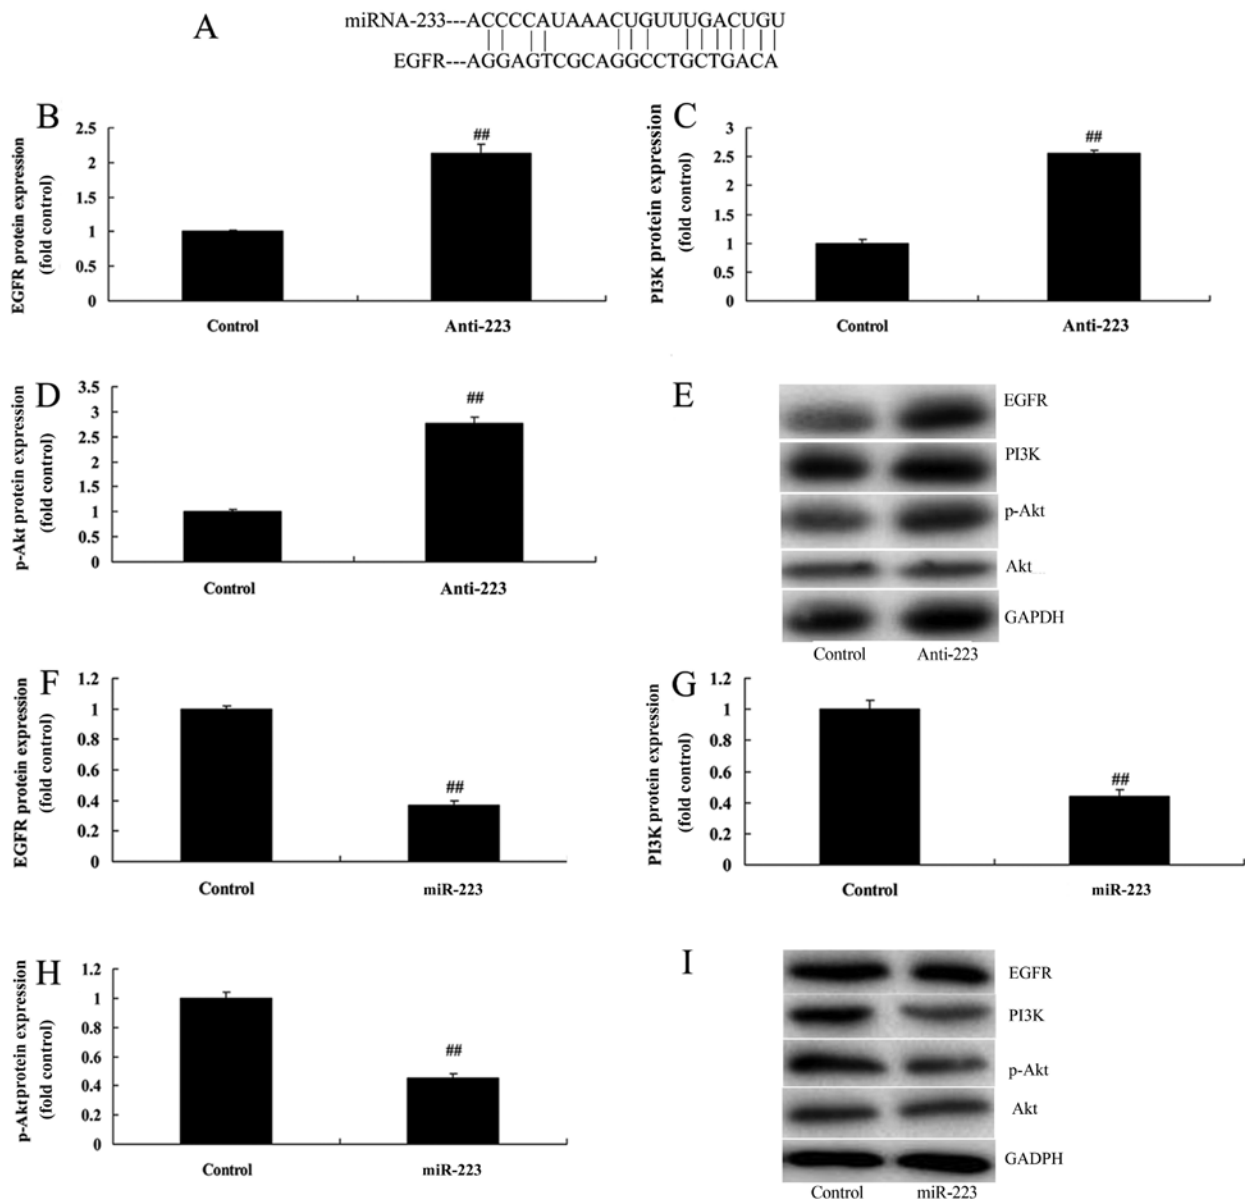 A
miRNA-233---ACCCCAUAAACUGUUUGACUGU
EGFR---AGGAGTCGCAGGCCTGCTGACA
B
EGFR protein expression
(fold control)
2.5
2
1.5
1
0.5
0
##
Control
Anti-223
C
PI3K protein expression
(fold control)
3
2.5
2
1.5
1
0.5
0
##
Control
Anti-223
D
p-Akt protein expression
(fold control)
3.5
3
2.5
2
1.5
1
0.5
0
##
Control
Anti-223
E
EGFR
PI3K
p-Akt
Akt
GAPDH
Control
Anti-223
F
EGFR protein expression
(fold control)
1.2
1
0.8
0.6
0.4
0.2
0
##
Control
miR-223
G
PI3K protein expression
(fold control)
1.2
1
0.8
0.6
0.4
0.2
0
##
Control
miR-223
H
p-Aktprotein expression
(fold control)
1.2
1
0.8
0.6
0.4
0.2
0
##
Control
miR-223
I
EGFR
PI3K
p-Akt
Akt
GADPH
Control
miR-223